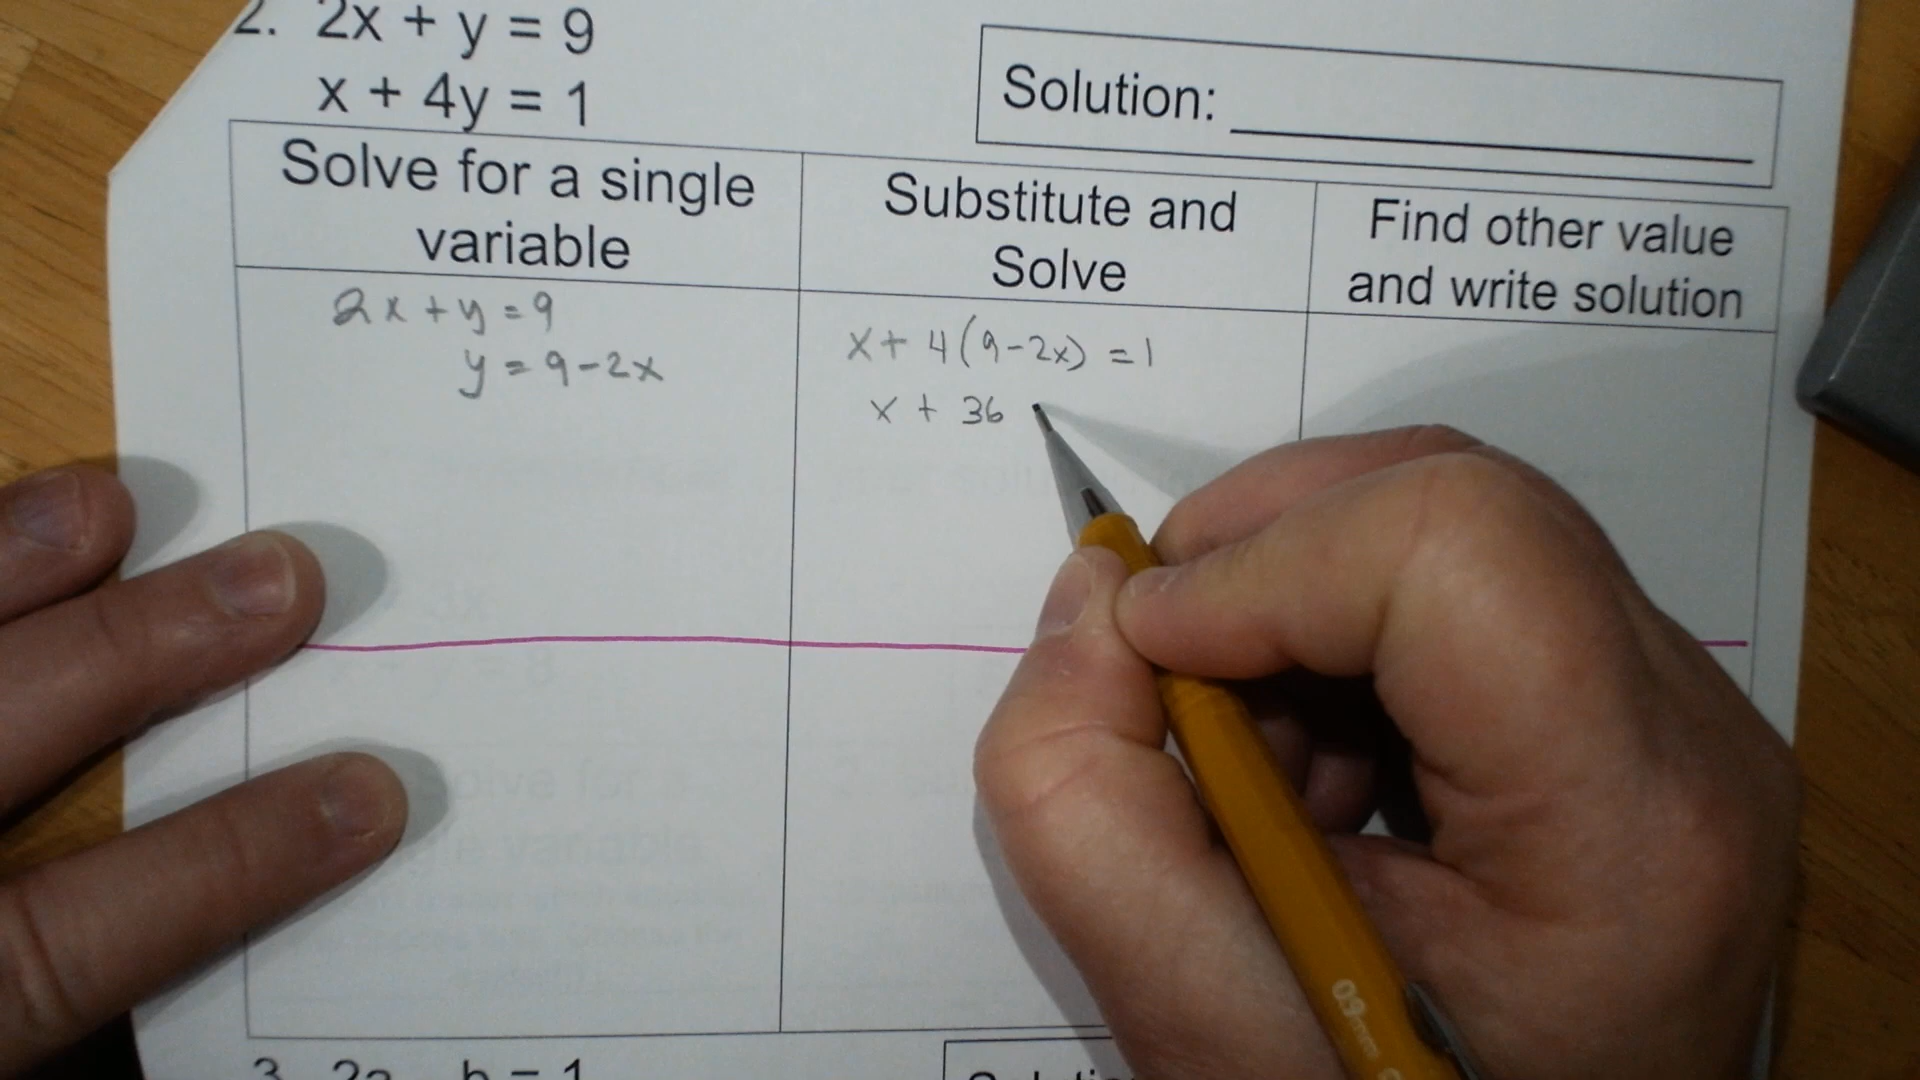 2. 2x + y = 9
x + 4y = 1
Solution:
Solve for a single
variable
Substitute and
Solve
Find other value
and write solution
2x + y = 9
y = 9 - 2x
x + 4(9 - 2x) = 1
x + 36
09mm